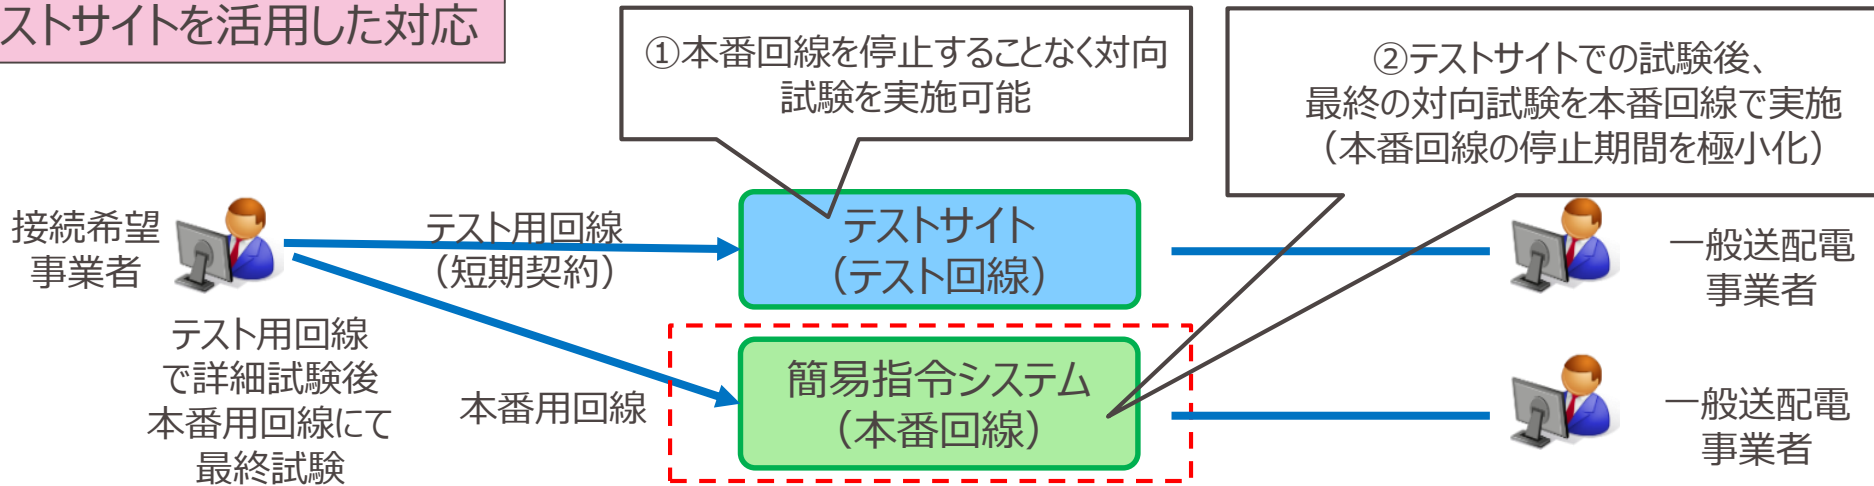 ストサイトを活用した対応
①本番回線を停止することなく対向
試験を実施可能
②テストサイトでの試験後、
最終の対向試験を本番回線で実施
（本番回線の停止期間を極小化）
接続希望
事業者
テスト用回線
（短期契約）
テストサイト
（テスト回線）
一般送配電
事業者
テスト用回線
で詳細試験後
本番用回線にて
最終試験
本番用回線
簡易指令システム
（本番回線）
一般送配電
事業者